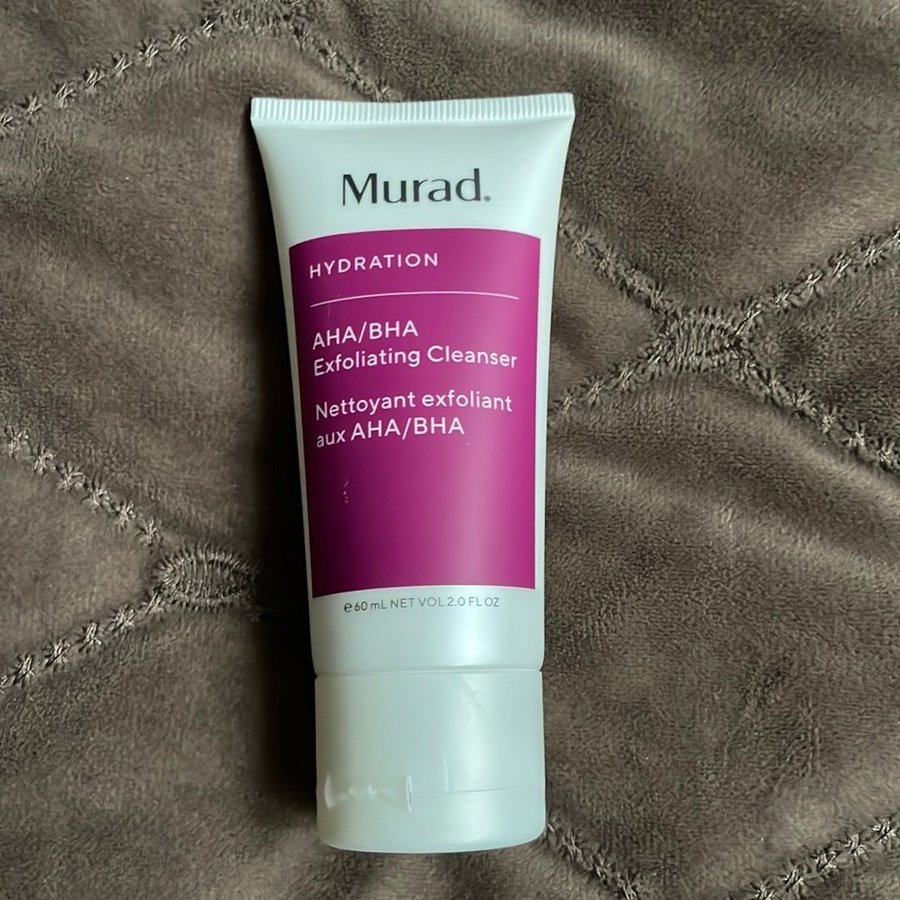 Murad.
HYDRATION
AHA/BHA
Exfoliating Cleanser
Nettoyant exfoliant
aux AHA/BHA
℮60 mL NET VOL 2.0 FL OZ